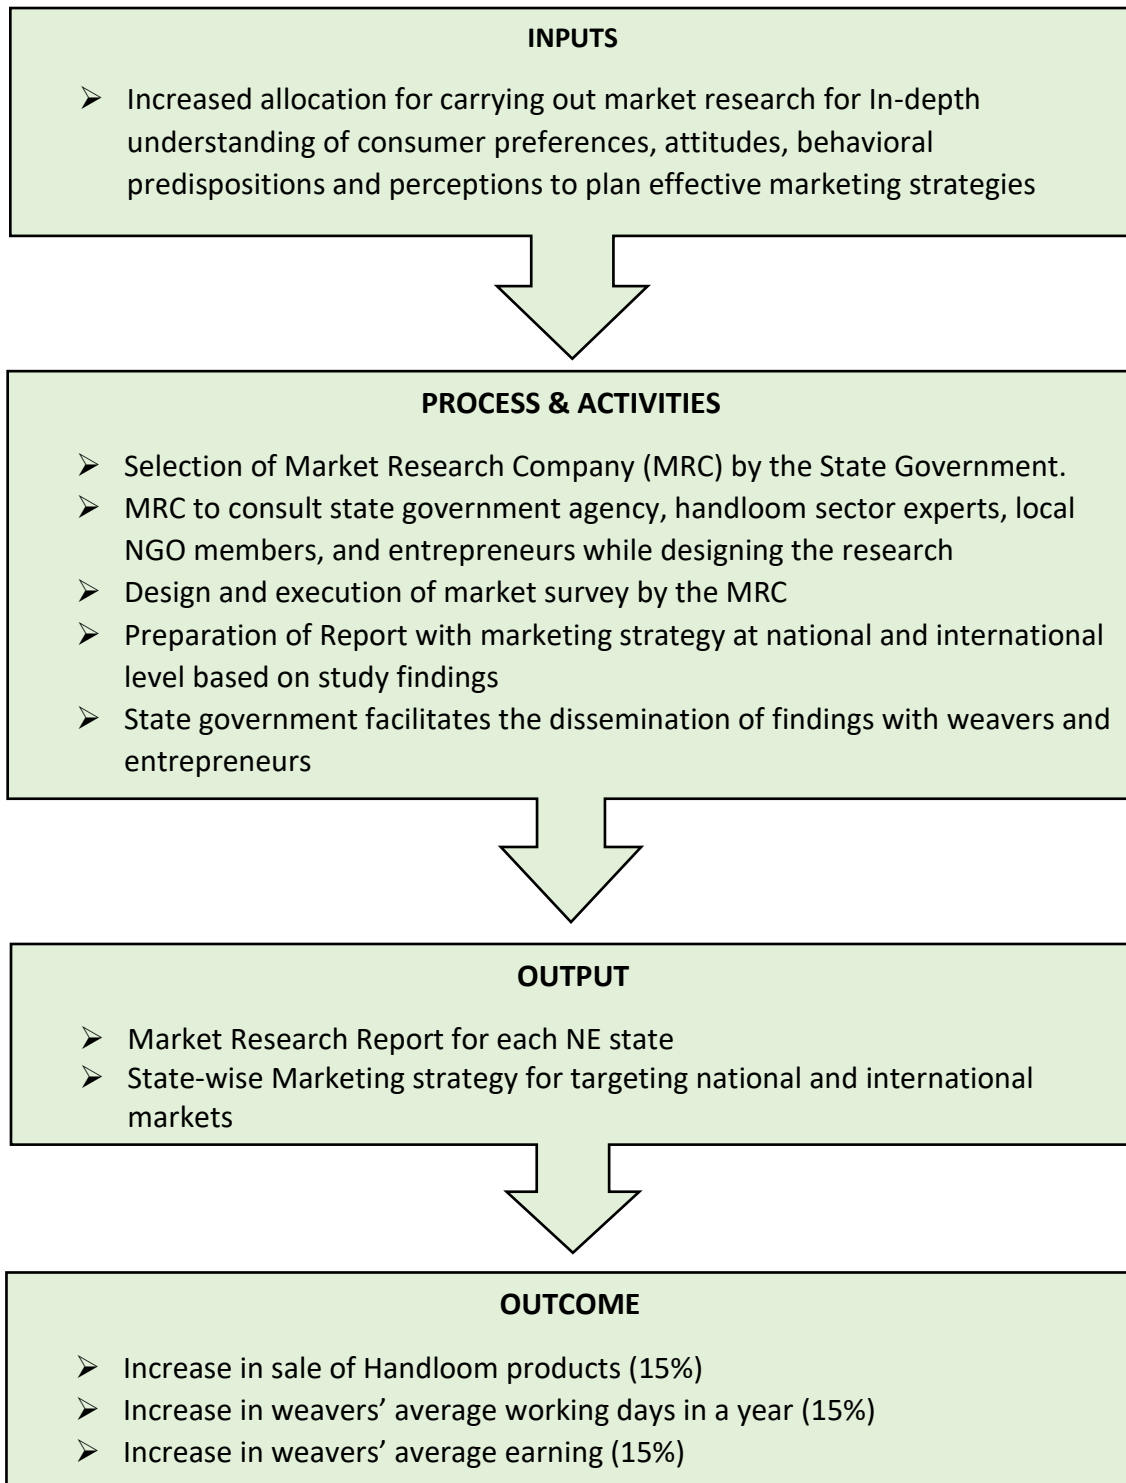 INPUTS
➢ Increased allocation for carrying out market research for In-depth
understanding of consumer preferences, attitudes, behavioral
predispositions and perceptions to plan effective marketing strategies
PROCESS & ACTIVITIES
➢ Selection of Market Research Company (MRC) by the State Government.
➢ MRC to consult state government agency, handloom sector experts, local
NGO members, and entrepreneurs while designing the research
➢ Design and execution of market survey by the MRC
➢ Preparation of Report with marketing strategy at national and international
level based on study findings
➢ State government facilitates the dissemination of findings with weavers and
entrepreneurs
OUTPUT
➢ Market Research Report for each NE state
➢ State-wise Marketing strategy for targeting national and international
markets
OUTCOME
➢ Increase in sale of Handloom products (15%)
➢ Increase in weavers’ average working days in a year (15%)
➢ Increase in weavers’ average earning (15%)